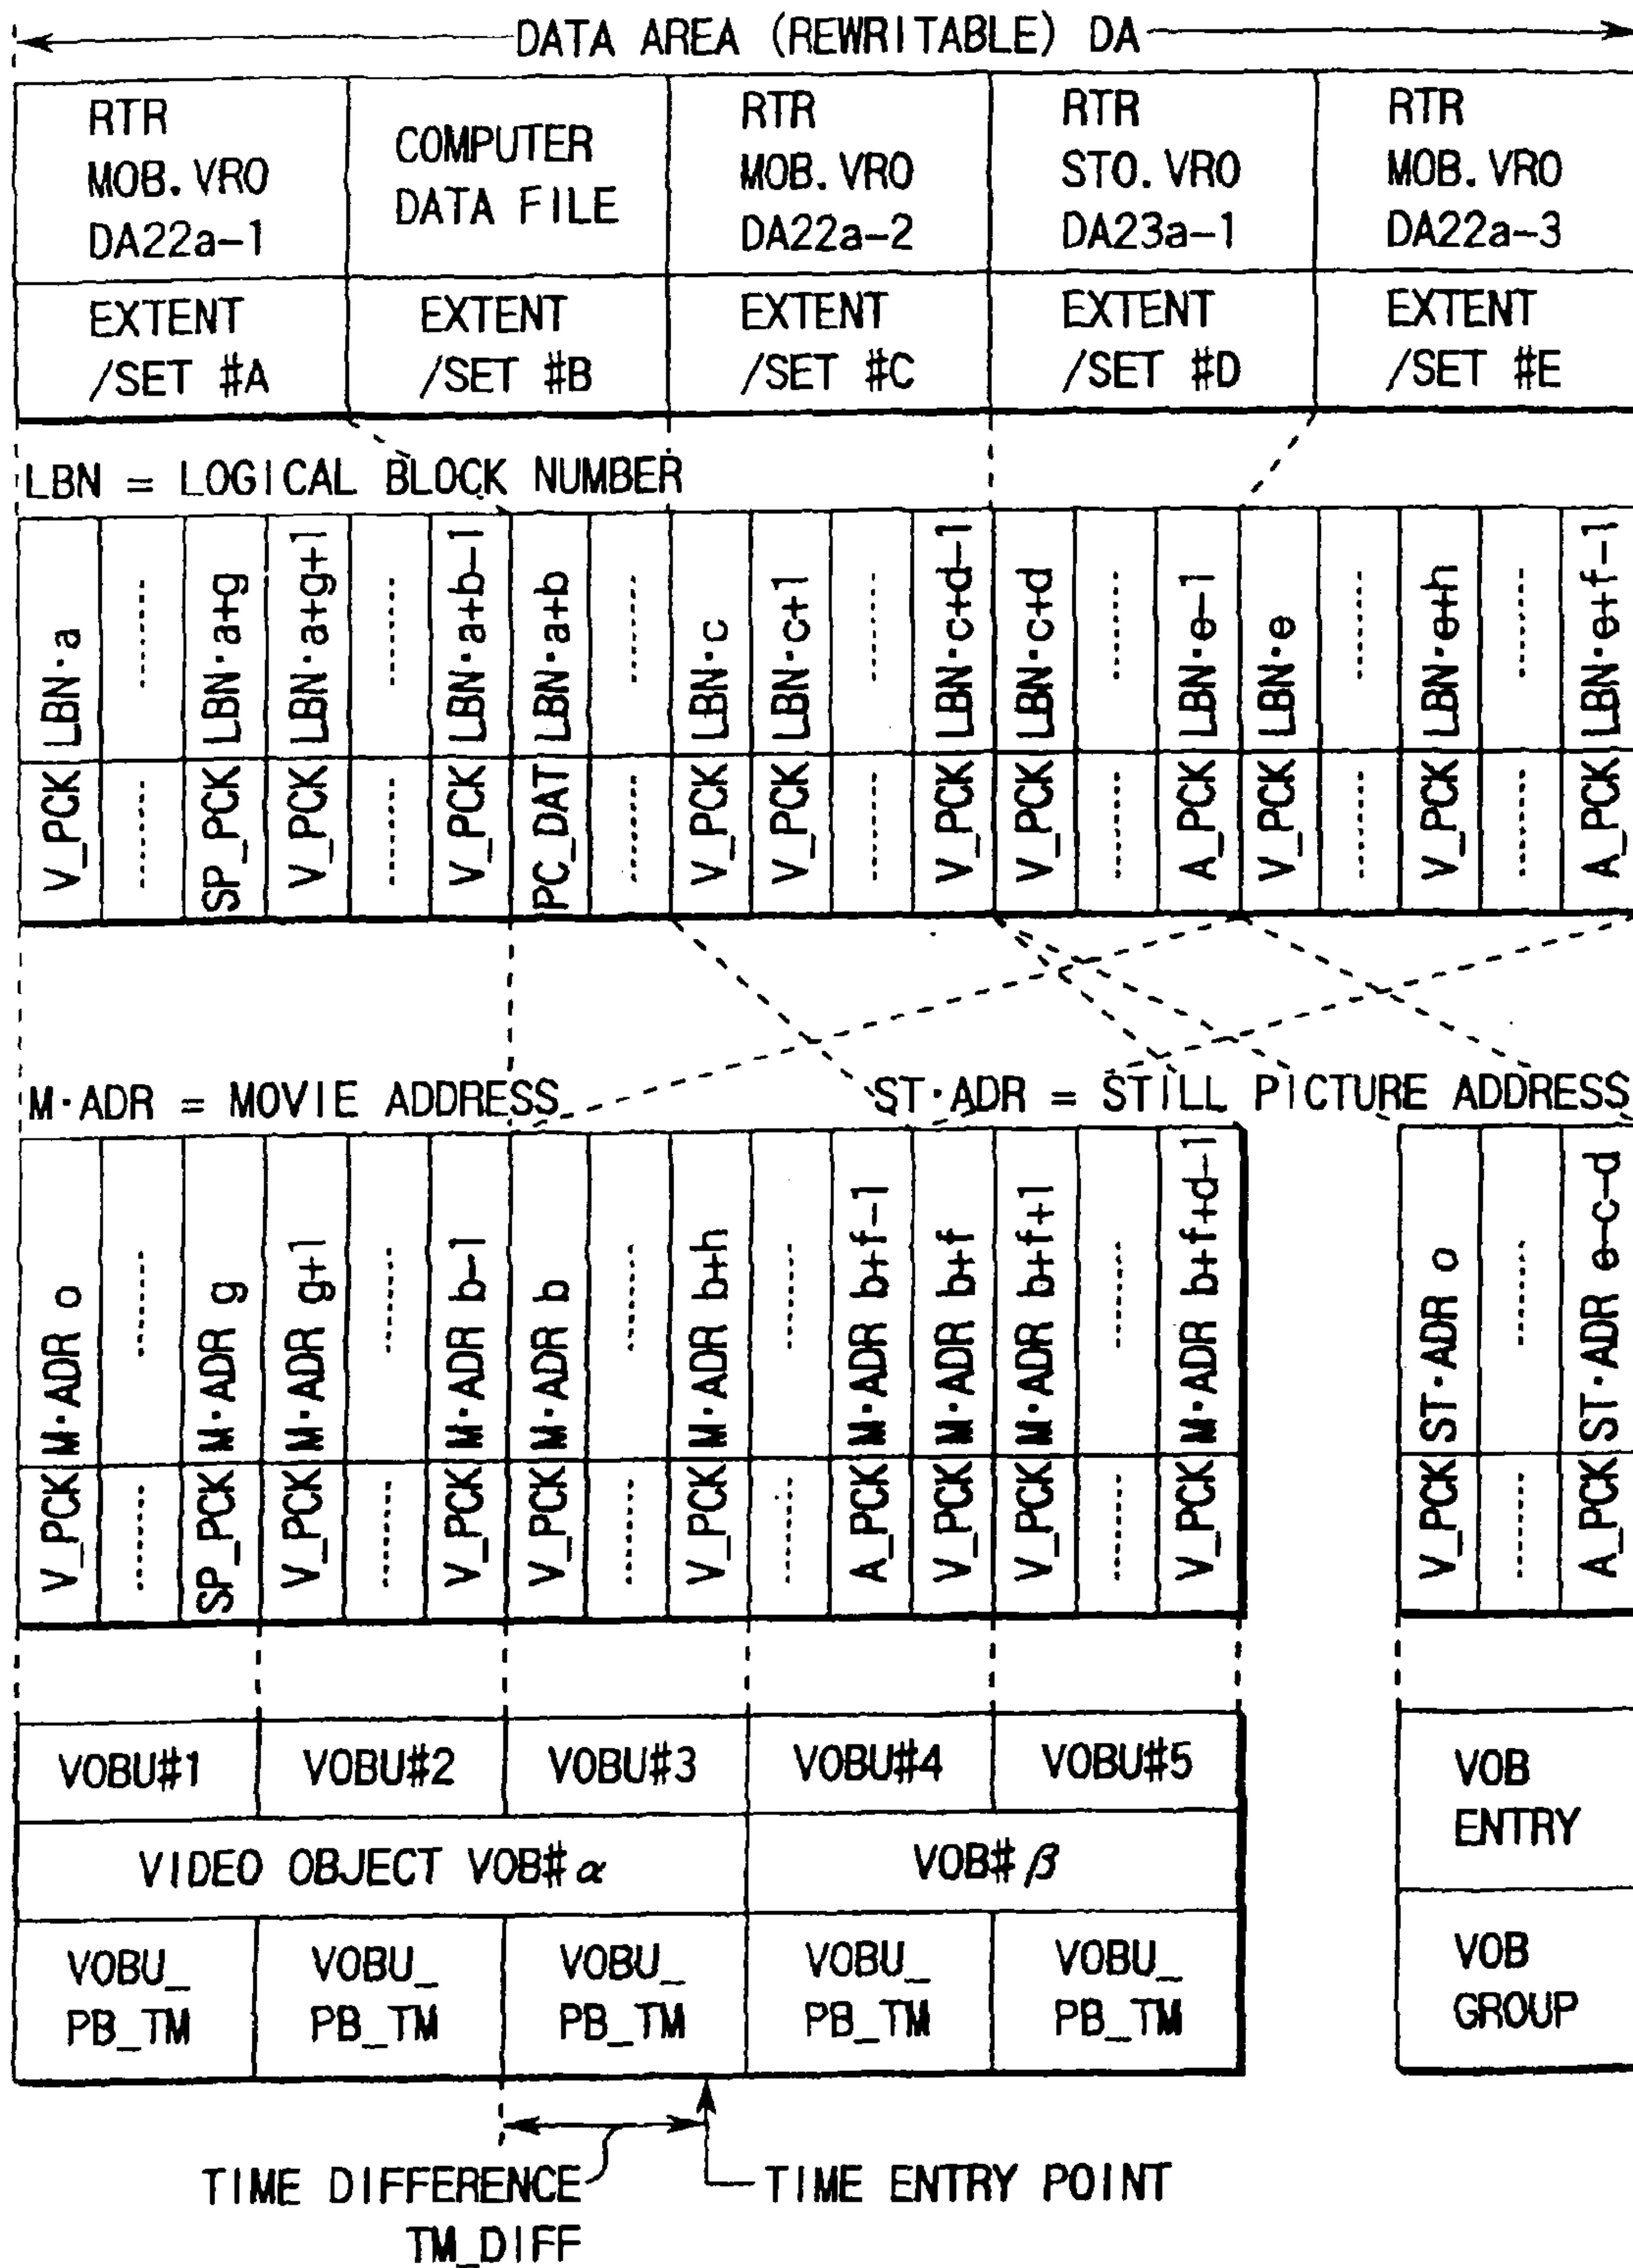 DATA AREA (REWRITABLE) DA
RTR
MOB.VRO
DA22a-1
COMPUTER
DATA FILE
RTR
MOB.VRO
DA22a-2
RTR
STO.VRO
DA23a-1
RTR
MOB.VRO
DA22a-3
EXTENT
/SET #A
EXTENT
/SET #B
EXTENT
/SET #C
EXTENT
/SET #D
EXTENT
/SET #E
LBN = LOGICAL BLOCK NUMBER
LBN·a
LBN·a+g
LBN·a+g+1
LBN·a+b-1
LBN·a+b
LBN·c
LBN·c+1
LBN·c+d-1
LBN·c+d
LBN·e-1
LBN·e
LBN·e+h
LBN·e+f-1
V_PCK
SP_PCK
V_PCK
V_PCK
PC_DAT
V_PCK
V_PCK
V_PCK
V_PCK
A_PCK
V_PCK
V_PCK
A_PCK
M·ADR = MOVIE ADDRESS
ST·ADR = STILL PICTURE ADDRESS
M·ADR o
M·ADR g
M·ADR g+1
M·ADR b-1
M·ADR b
M·ADR b+h
M·ADR b+f-1
M·ADR b+f
M·ADR b+f+1
M·ADR b+f+d-1
ST·ADR o
ST·ADR e-c-d
V_PCK
SP_PCK
V_PCK
V_PCK
V_PCK
V_PCK
A_PCK
V_PCK
V_PCK
V_PCK
V_PCK
A_PCK
VOBU#1
VOBU#2
VOBU#3
VOBU#4
VOBU#5
VIDEO OBJECT VOB#α
VOB#β
VOB
ENTRY
VOBU_
PB_TM
VOBU_
PB_TM
VOBU_
PB_TM
VOBU_
PB_TM
VOBU_
PB_TM
VOB
GROUP
TIME DIFFERENCE
TM_DIFF
TIME ENTRY POINT